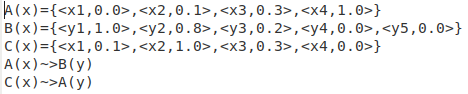 A(x)={<x1,0.0>,<x2,0.1>,<x3,0.3>,<x4,1.0>}
B(x)={<y1,1.0>,<y2,0.8>,<y3,0.2>,<y4,0.0>,<y5,0.0>}
C(x)={<x1,0.1>,<x2,1.0>,<x3,0.3>,<x4,0.0>}
A(x)~>B(y)
C(x)~>A(y)